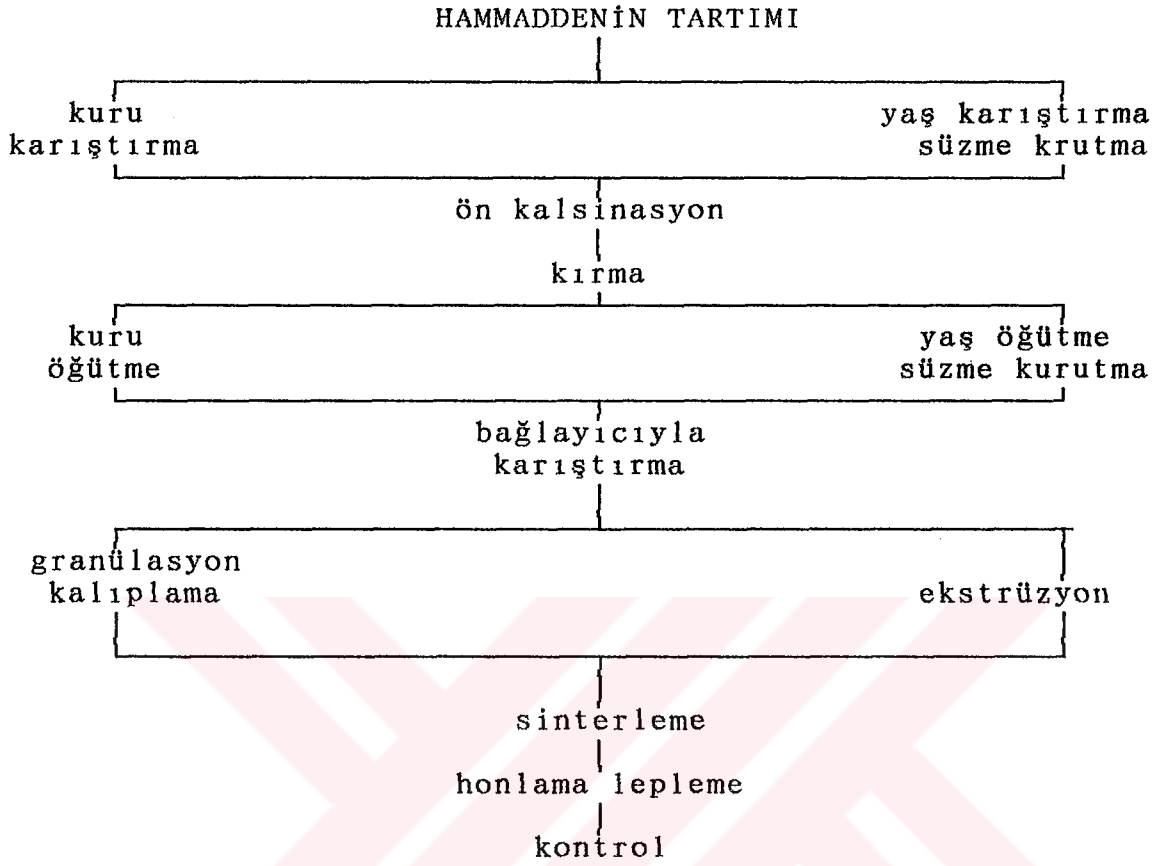 HAMMADDENİN TARTIMI
kuru
karıştırma
yaş karıştırma
süzme krutma
ön kalsinasyon
kırma
kuru
öğütme
yaş öğütme
süzme kurutma
bağlayıcıyla
karıştırma
granülasyon
kalıplama
ekstrüzyon
sinterleme
honlama lepleme
kontrol